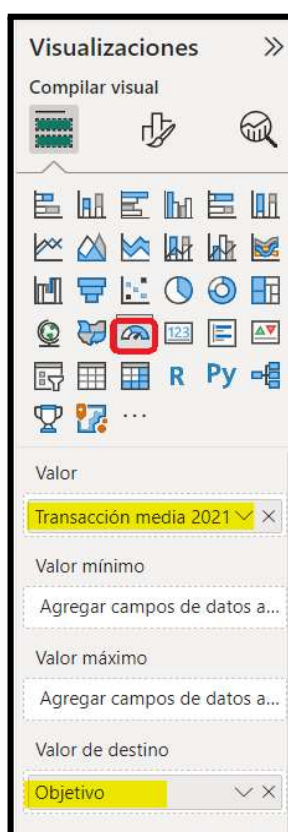 Visualizaciones
Compilar visual
123
R Py
...
Valor
Transacción media 2021
Valor mínimo
Agregar campos de datos a...
Valor máximo
Agregar campos de datos a...
Valor de destino
Objetivo